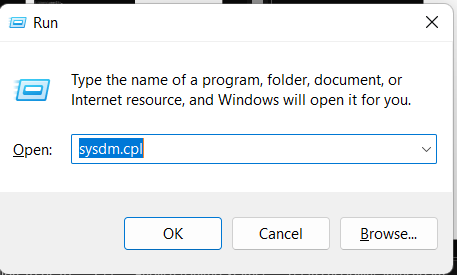 Run
Type the name of a program, folder, document, or
Internet resource, and Windows will open it for you.
Open: sysdm.cpl
OK Cancel Browse...